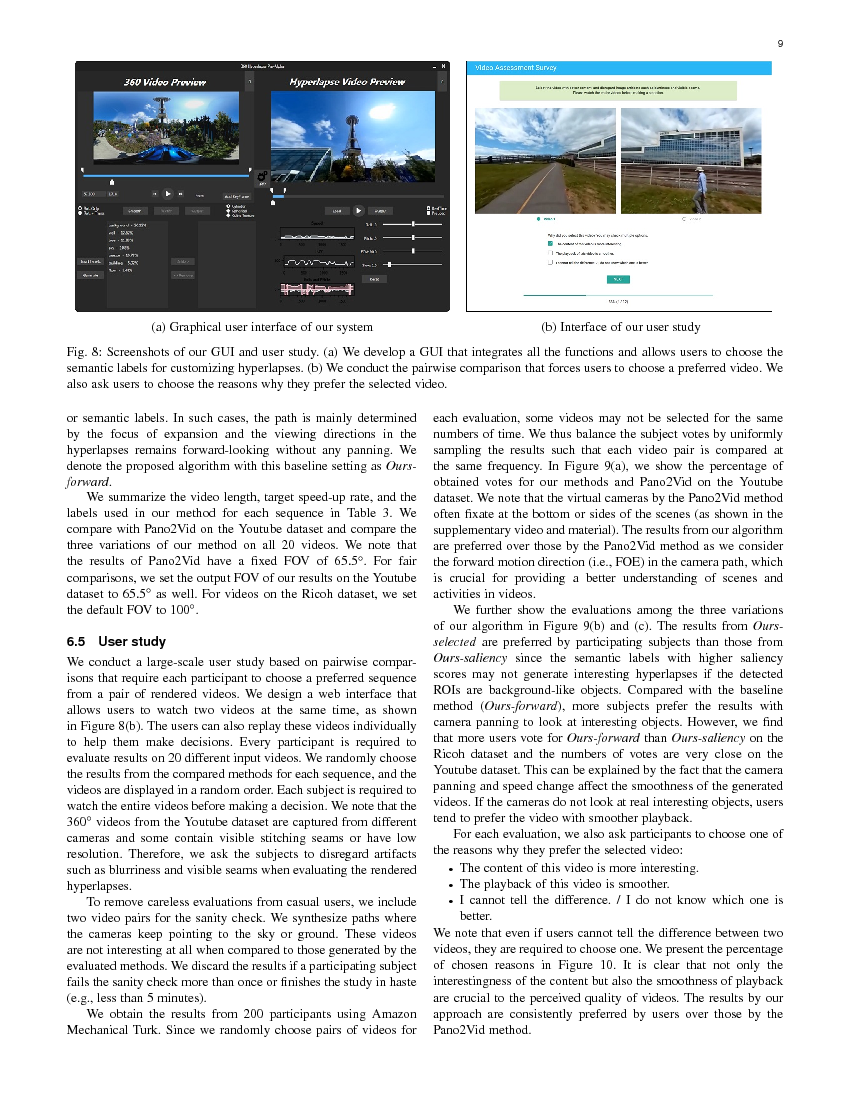 9
360 Video Preview
Hyperlapse Video Preview
Video Assessment Survey
Why did you select this video? You may check multiple options.
The playback of this video is smoother.
(a) Graphical user interface of our system
(b) Interface of our user study
Fig. 8: Screenshots of our GUI and user study. (a) We develop a GUI that integrates all the functions and allows users to choose the
semantic labels for customizing hyperlapses. (b) We conduct the pairwise comparison that forces users to choose a preferred video. We
also ask users to choose the reasons why they prefer the selected video.
or semantic labels. In such cases, the path is mainly determined
by the focus of expansion and the viewing directions in the
hyperlapses remains forward-looking without any panning. We
denote the proposed algorithm with this baseline setting as Ours-
forward.
We summarize the video length, target speed-up rate, and the
labels used in our method for each sequence in Table 3. We
compare with Pano2Vid on the Youtube dataset and compare the
three variations of our method on all 20 videos. We note that
the results of Pano2Vid have a fixed FOV of 65.5°. For fair
comparisons, we set the output FOV of our results on the Youtube
dataset to 65.5° as well. For videos on the Ricoh dataset, we set
the default FOV to 100°.
6.5 User study
We conduct a large-scale user study based on pairwise compar-
isons that require each participant to choose a preferred sequence
from a pair of rendered videos. We design a web interface that
allows users to watch two videos at the same time, as shown
in Figure 8(b). The users can also replay these videos individually
to help them make decisions. Every participant is required to
evaluate results on 20 different input videos. We randomly choose
the results from the compared methods for each sequence, and the
videos are displayed in a random order. Each subject is required to
watch the entire videos before making a decision. We note that the
360° videos from the Youtube dataset are captured from different
cameras and some contain visible stitching seams or have low
resolution. Therefore, we ask the subjects to disregard artifacts
such as blurriness and visible seams when evaluating the rendered
hyperlapses.
To remove careless evaluations from casual users, we include
two video pairs for the sanity check. We synthesize paths where
the cameras keep pointing to the sky or ground. These videos
are not interesting at all when compared to those generated by the
evaluated methods. We discard the results if a participating subject
fails the sanity check more than once or finishes the study in haste
(e.g., less than 5 minutes).
We obtain the results from 200 participants using Amazon
Mechanical Turk. Since we randomly choose pairs of videos for
each evaluation, some videos may not be selected for the same
numbers of time. We thus balance the subject votes by uniformly
sampling the results such that each video pair is compared at
the same frequency. In Figure 9(a), we show the percentage of
obtained votes for our methods and Pano2Vid on the Youtube
dataset. We note that the virtual cameras by the Pano2Vid method
often fixate at the bottom or sides of the scenes (as shown in the
supplementary video and material). The results from our algorithm
are preferred over those by the Pano2Vid method as we consider
the forward motion direction (i.e., FOE) in the camera path, which
is crucial for providing a better understanding of scenes and
activities in videos.
We further show the evaluations among the three variations
of our algorithm in Figure 9(b) and (c). The results from Ours-
selected are preferred by participating subjects than those from
Ours-saliency since the semantic labels with higher saliency
scores may not generate interesting hyperlapses if the detected
ROIs are background-like objects. Compared with the baseline
method (Ours-forward), more subjects prefer the results with
camera panning to look at interesting objects. However, we find
that more users vote for Ours-forward than Ours-saliency on the
Ricoh dataset and the numbers of votes are very close on the
Youtube dataset. This can be explained by the fact that the camera
panning and speed change affect the smoothness of the generated
videos. If the cameras do not look at real interesting objects, users
tend to prefer the video with smoother playback.
For each evaluation, we also ask participants to choose one of
the reasons why they prefer the selected video:
• The content of this video is more interesting.
• The playback of this video is smoother.
• I cannot tell the difference. / I do not know which one is
better.
We note that even if users cannot tell the difference between two
videos, they are required to choose one. We present the percentage
of chosen reasons in Figure 10. It is clear that not only the
interestingness of the content but also the smoothness of playback
are crucial to the perceived quality of videos. The results by our
approach are consistently preferred by users over those by the
Pano2Vid method.